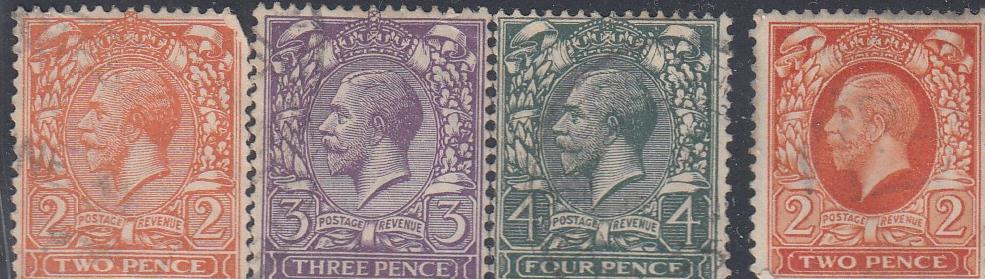 2 POSTAGE REVENUE 2
TWO PENCE
3 POSTAGE REVENUE 3
THREE PENCE
4 POSTAGE REVENUE 4
FOUR PENCE
2 POSTAGE REVENUE 2
TWO PENCE